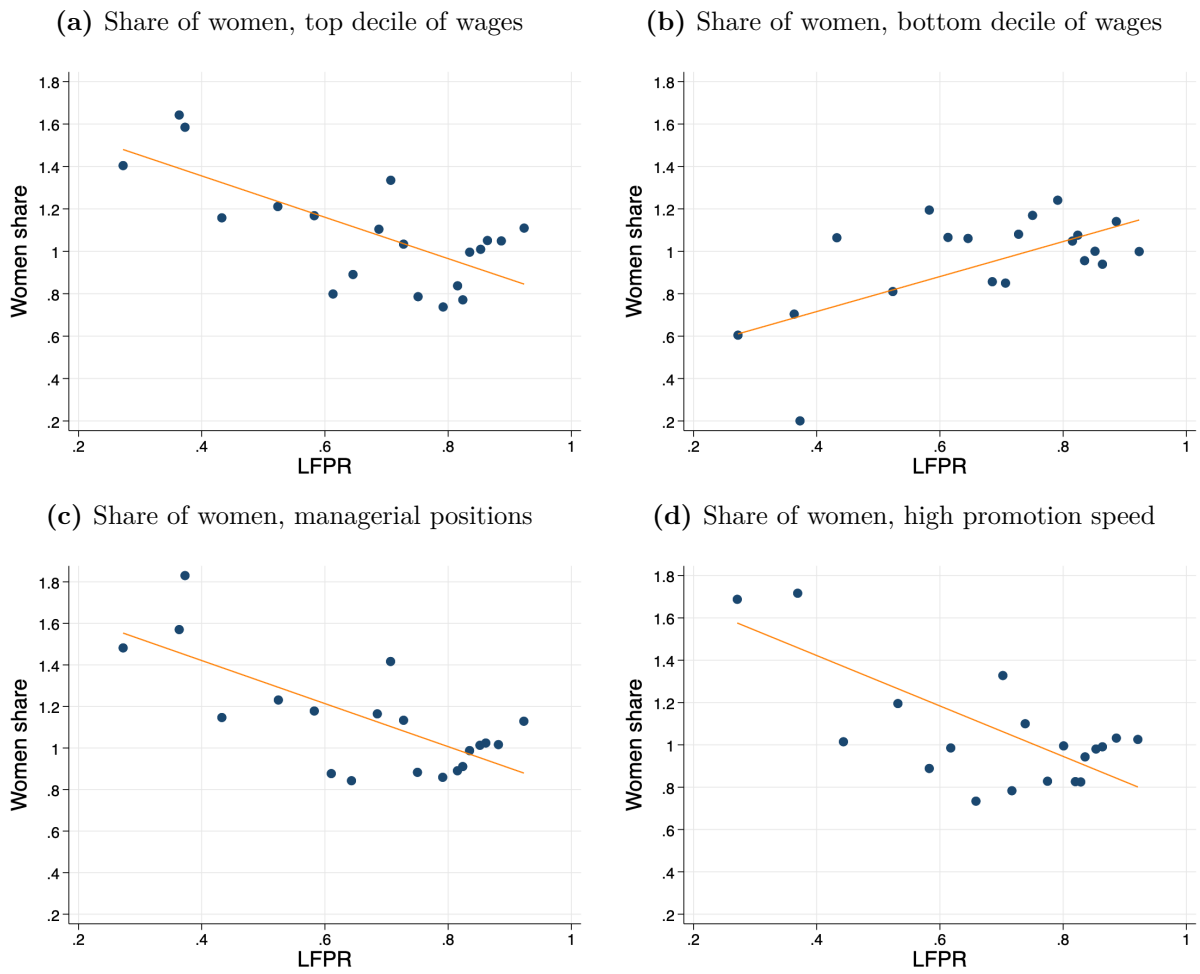 (a) Share of women, top decile of wages
1.8
1.6
1.4
1.2
1
.8
.6
.4
.2
Women share
.2 .4 .6 .8 1
LFPR
(b) Share of women, bottom decile of wages
1.8
1.6
1.4
1.2
1
.8
.6
.4
.2
Women share
.2 .4 .6 .8 1
LFPR
(c) Share of women, managerial positions
1.8
1.6
1.4
1.2
1
.8
.6
.4
.2
Women share
.2 .4 .6 .8 1
LFPR
(d) Share of women, high promotion speed
1.8
1.6
1.4
1.2
1
.8
.6
.4
.2
Women share
.2 .4 .6 .8 1
LFPR